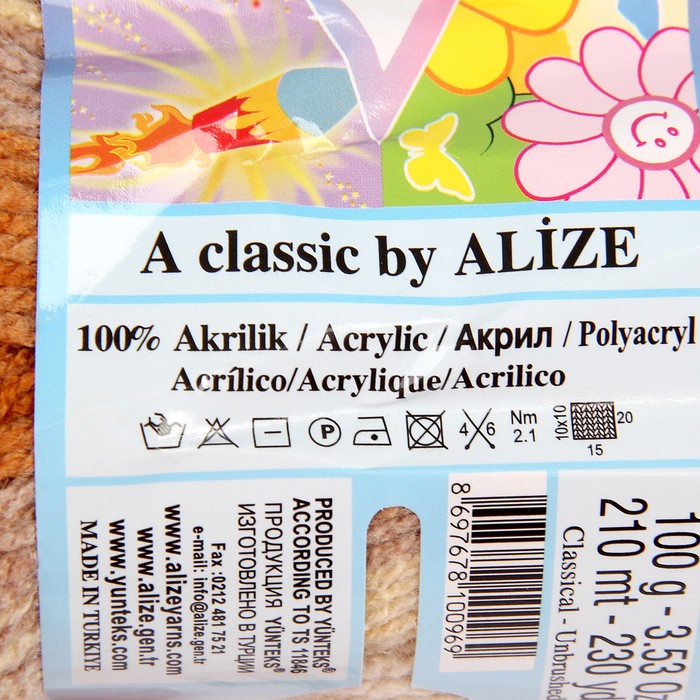 A classic by ALİZE
100% Akrilik / Acrylic / Акрил / Polyacryl
Acrílico/Acrylique/Acrilico
P
4 6
Nm
2.1
10x10
20
15
PRODUCED BY YÜNTEKS®
ACCORDING TO TS 11846
ПРОДУКЦИЯ YÜNTEKS®
ИЗГОТОВЛЕНО В ТУРЦИИ
Fax :0212 481 75 21
e-mail: info@alize.gen.tr
www.alizeyarns.com
www.alize.gen.tr
www.yunteks.com
MADE IN TURKIYE
8 697678 100969
100 g - 3.53 Oz
210 mt - 230 y
Classical - Unbrushed